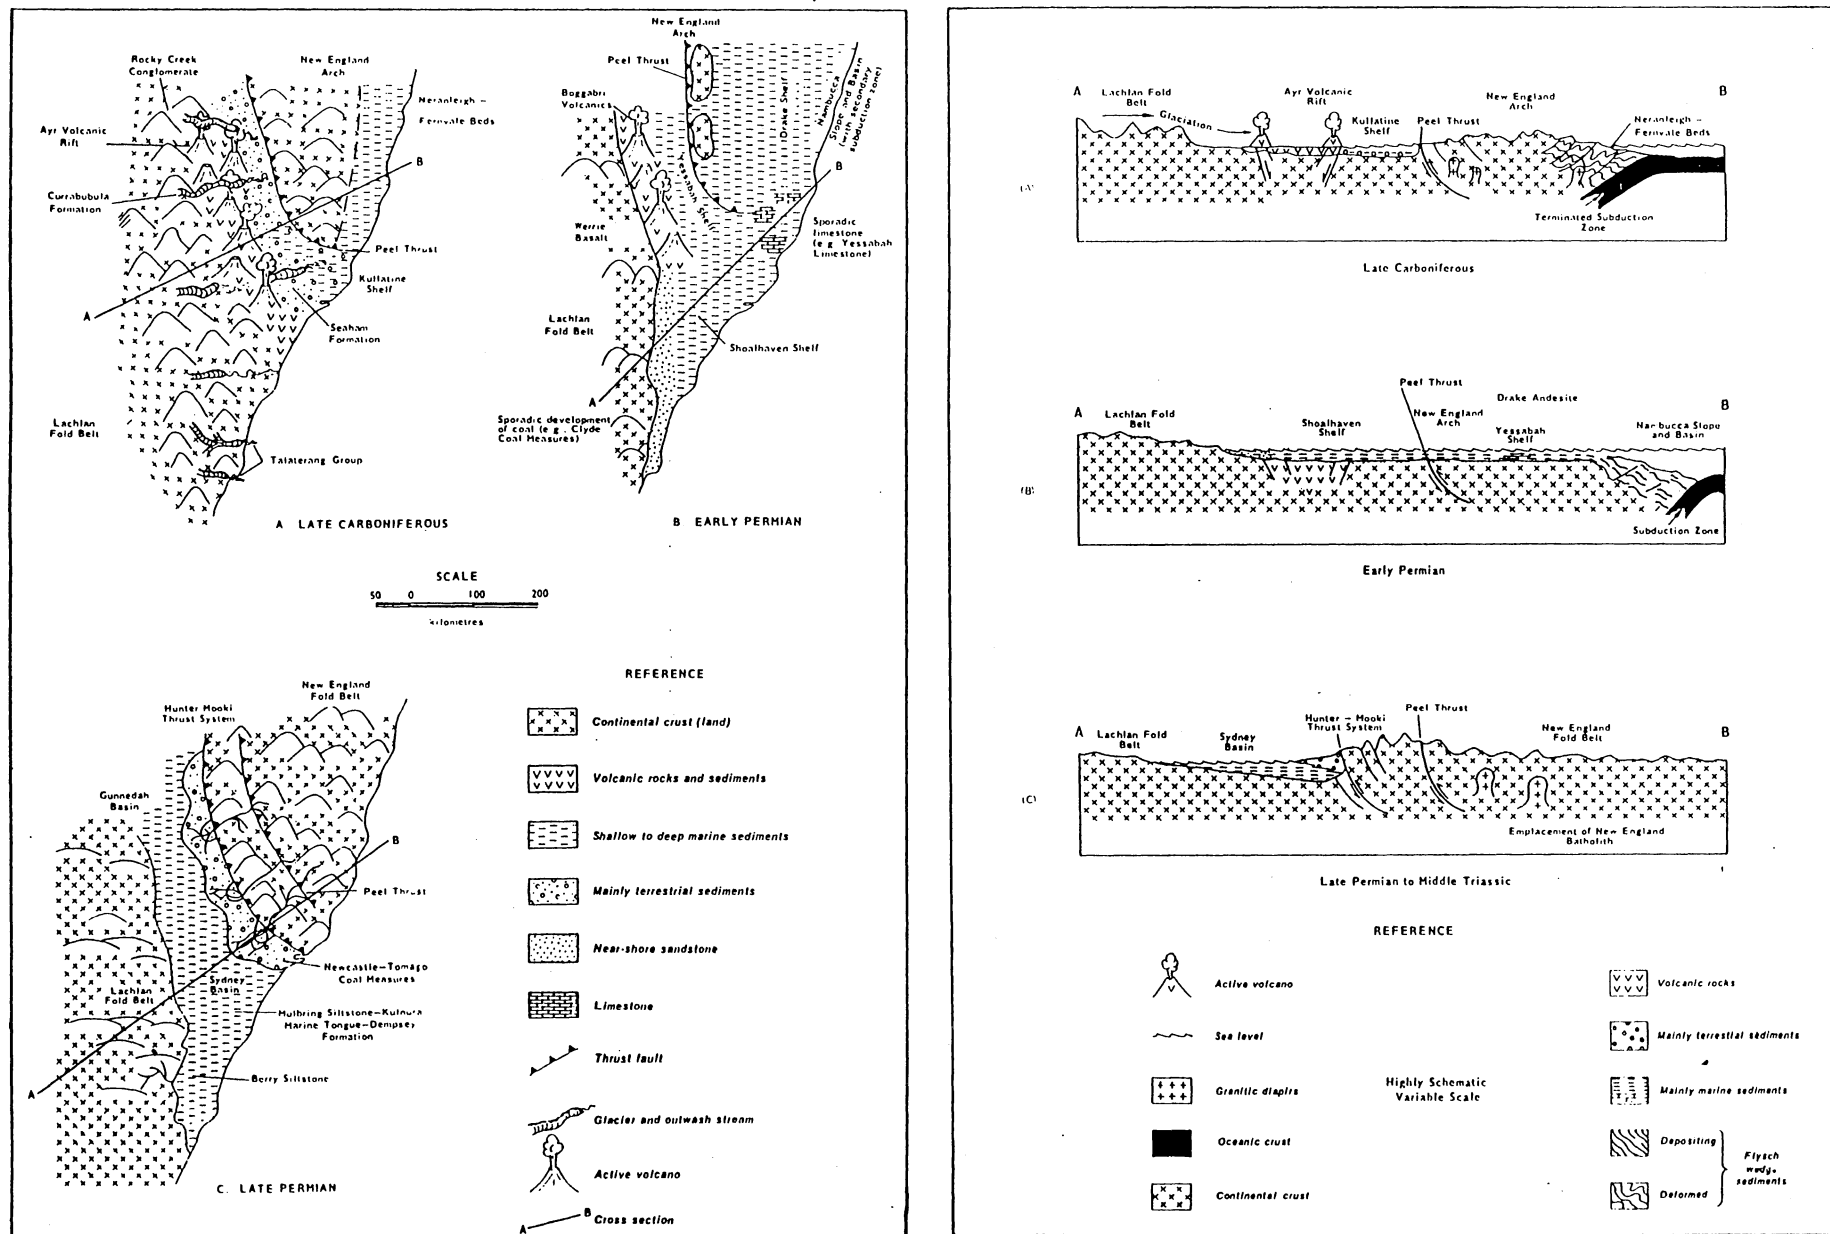 Rocky Creek
Conglomerate
New England
Arch
Neranleigh –
Fernvale Beds
Ayr Volcanic
Rift
B
Currabubula
Formation
Peel Thrust
Kullatine
Shelf
A
Seaham
Formation
Lachlan
Fold Belt
Talaterang Group
A LATE CARBONIFEROUS
New England
Arch
Peel Thrust
Boggabri
Volcanics
Drake Shelf
Nambucca
Slope and Basin
(with secondary
subduction zone)
B
Yessabah Shelf
Werrie
Basalt
Sporadic
limestone
(e.g. Yessabah
Limestone)
Lachlan
Fold Belt
Shoalhaven Shelf
A
Sporadic development
of coal (e.g. Clyde
Coal Measures)
B EARLY PERMIAN
SCALE
50 0 100 200
kilometres
New England
Fold Belt
Hunter Mooki
Thrust System
Gunnedah
Basin
B
Peel Thrust
Newcastle–Tomago
Coal Measures
Lachlan
Fold Belt
Sydney
Basin
Mulbring Siltstone–Kulnura
Marine Tongue–Dempsey
Formation
Berry Siltstone
A
C. LATE PERMIAN
REFERENCE
Continental crust (land)
Volcanic rocks and sediments
Shallow to deep marine sediments
Mainly terrestrial sediments
Near-shore sandstone
Limestone
Thrust fault
Glacier and outwash stream
Active volcano
A B Cross section
A
Lachlan Fold
Belt
Glaciation
Ayr Volcanic
Rift
Kullatine
Shelf
Peel Thrust
New England
Arch
Neranleigh –
Fernvale Beds
B
(A)
Terminated Subduction
Zone
Late Carboniferous
Peel Thrust
A
Lachlan Fold
Belt
Shoalhaven
Shelf
New England
Arch
Drake Andesite
Yessabah
Shelf
Nambucca Slope
and Basin
B
(B)
Subduction Zone
Early Permian
A
Lachlan Fold
Belt
Sydney
Basin
Hunter – Mooki
Thrust System
Peel Thrust
New England
Fold Belt
B
(C)
Emplacement of New England
Batholith
Late Permian to Middle Triassic
REFERENCE
Active volcano
Sea level
Granitic diapirs
Oceanic crust
Continental crust
Highly Schematic
Variable Scale
Volcanic rocks
Mainly terrestial sediments
Mainly marine sediments
Depositing
Deformed
Flysch
wedge
sediments